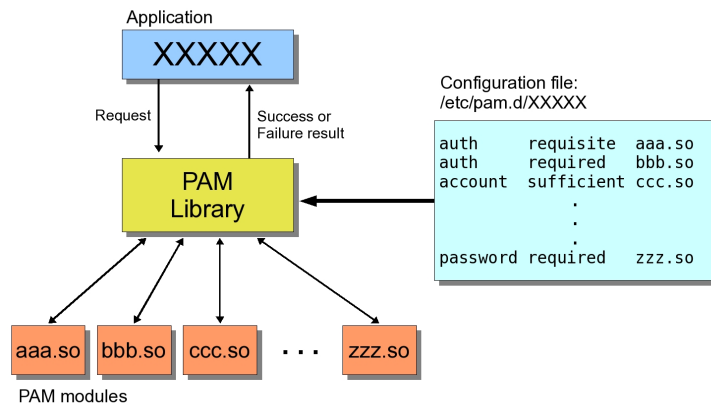 Application
XXXXX
Request
Success or
Failure result
PAM
Library
Configuration file:
/etc/pam.d/XXXXX
auth requisite aaa.so
auth required bbb.so
account sufficient ccc.so
.
.
.
password required zzz.so
aaa.so bbb.so ccc.so . . . zzz.so
PAM modules